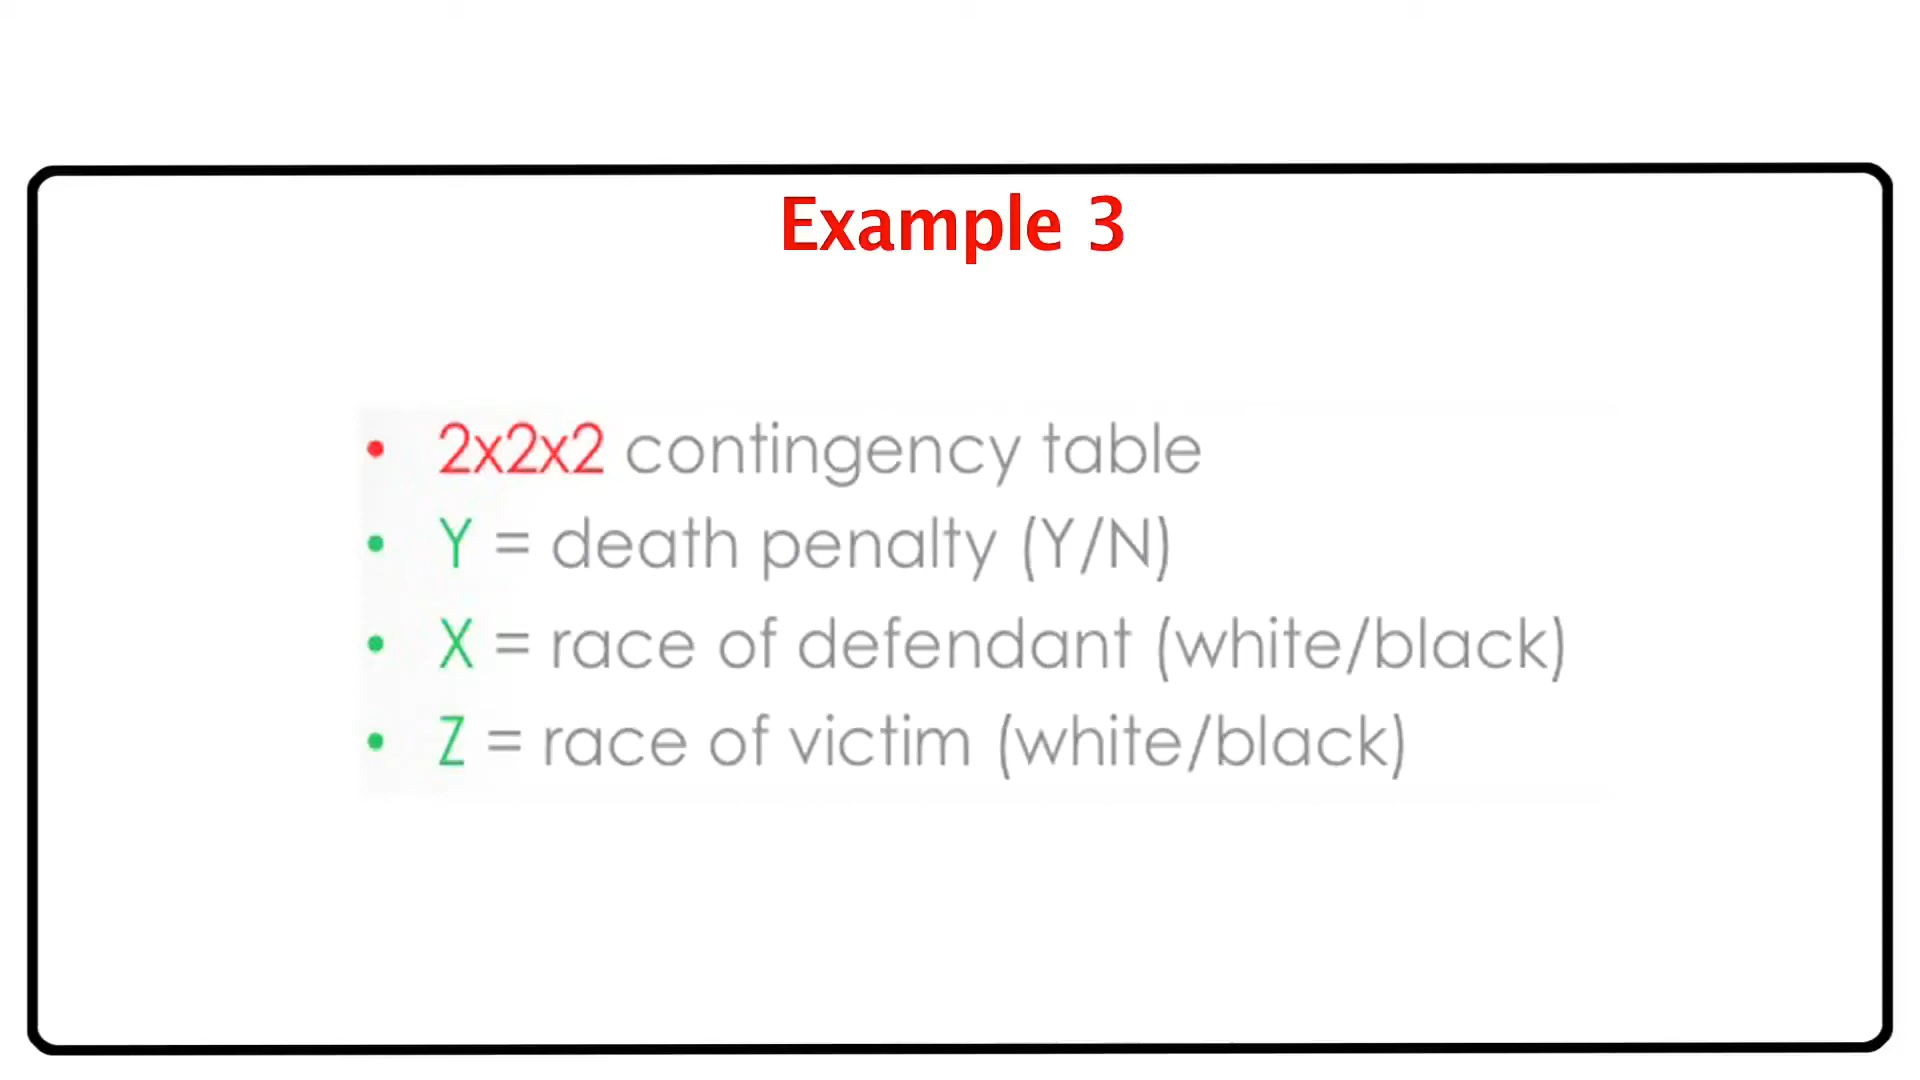 Example 3
• 2x2x2 contingency table
• Y = death penalty (Y/N)
• X = race of defendant (white/black)
• Z = race of victim (white/black)